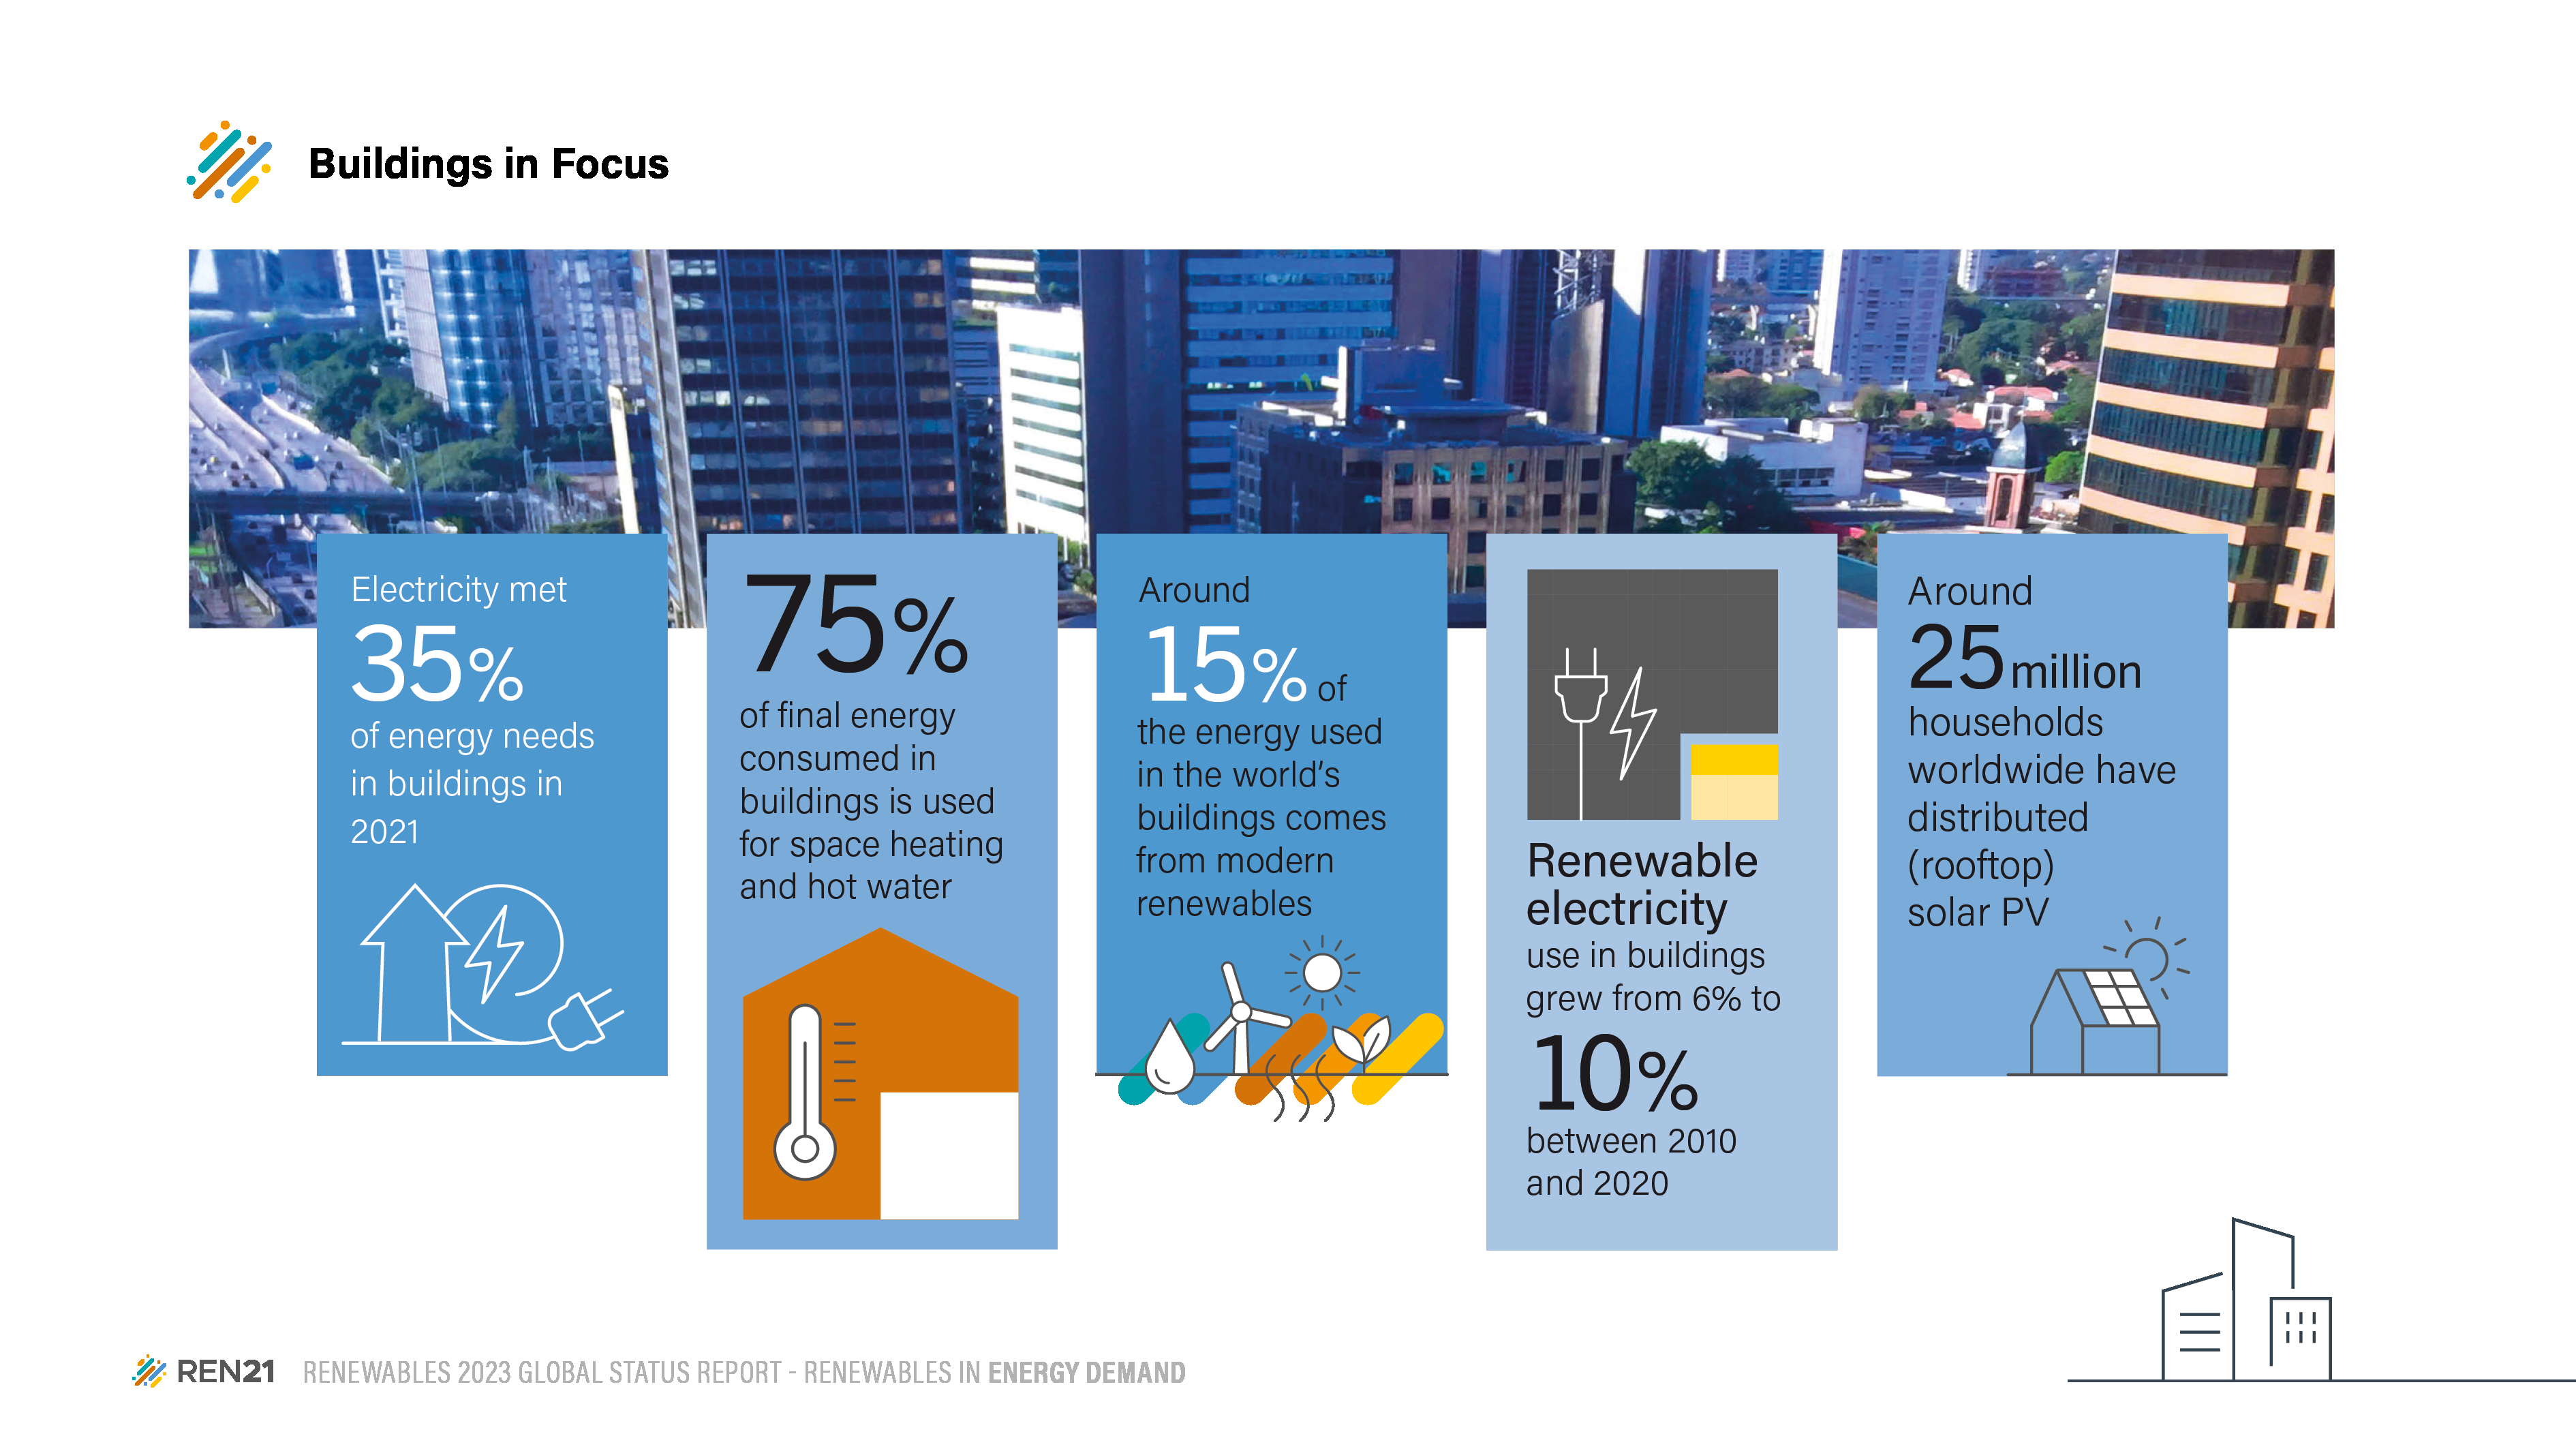 Buildings in Focus
Electricity met
35%
of energy needs
in buildings in
2021
75%
of final energy
consumed in
buildings is used
for space heating
and hot water
Around
15% of
the energy used
in the world's
buildings comes
from modern
renewables
Renewable
electricity
use in buildings
grew from 6% to
10%
between 2010
and 2020
Around
25 million
households
worldwide have
distributed
(rooftop)
solar PV
REN21 RENEWABLES 2023 GLOBAL STATUS REPORT - RENEWABLES IN ENERGY DEMAND